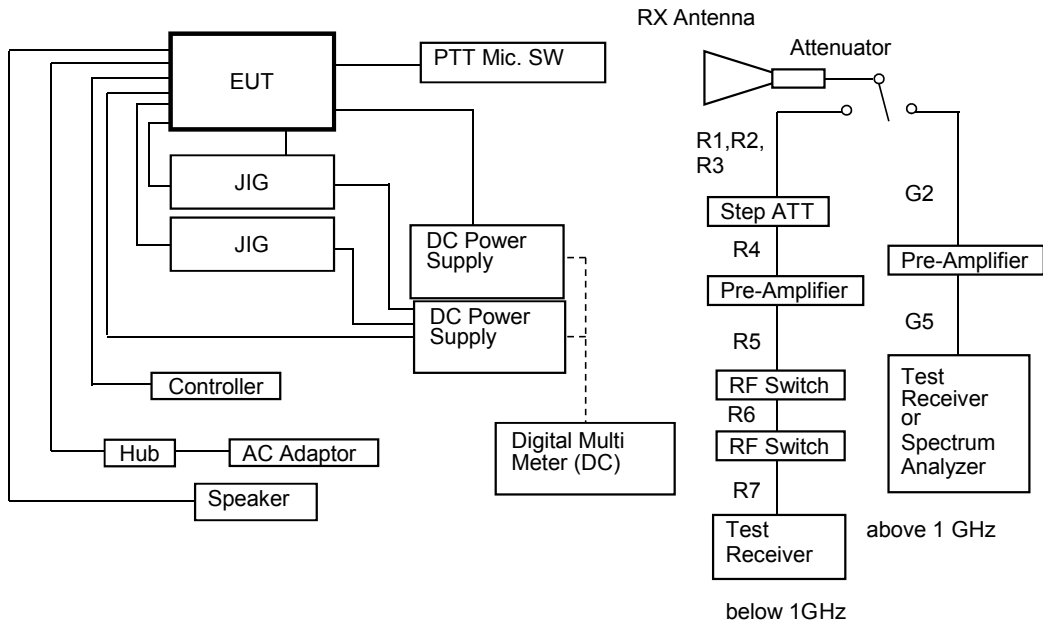 EUT
PTT Mic. SW
JIG
JIG
DC Power
Supply
DC Power
Supply
Controller
Hub
AC Adaptor
Speaker
Digital Multi
Meter (DC)
RX Antenna
Attenuator
R1,R2,
R3
Step ATT
R4
Pre-Amplifier
R5
RF Switch
R6
RF Switch
R7
Test
Receiver
below 1GHz
G2
Pre-Amplifier
G5
Test
Receiver
or
Spectrum
Analyzer
above 1 GHz